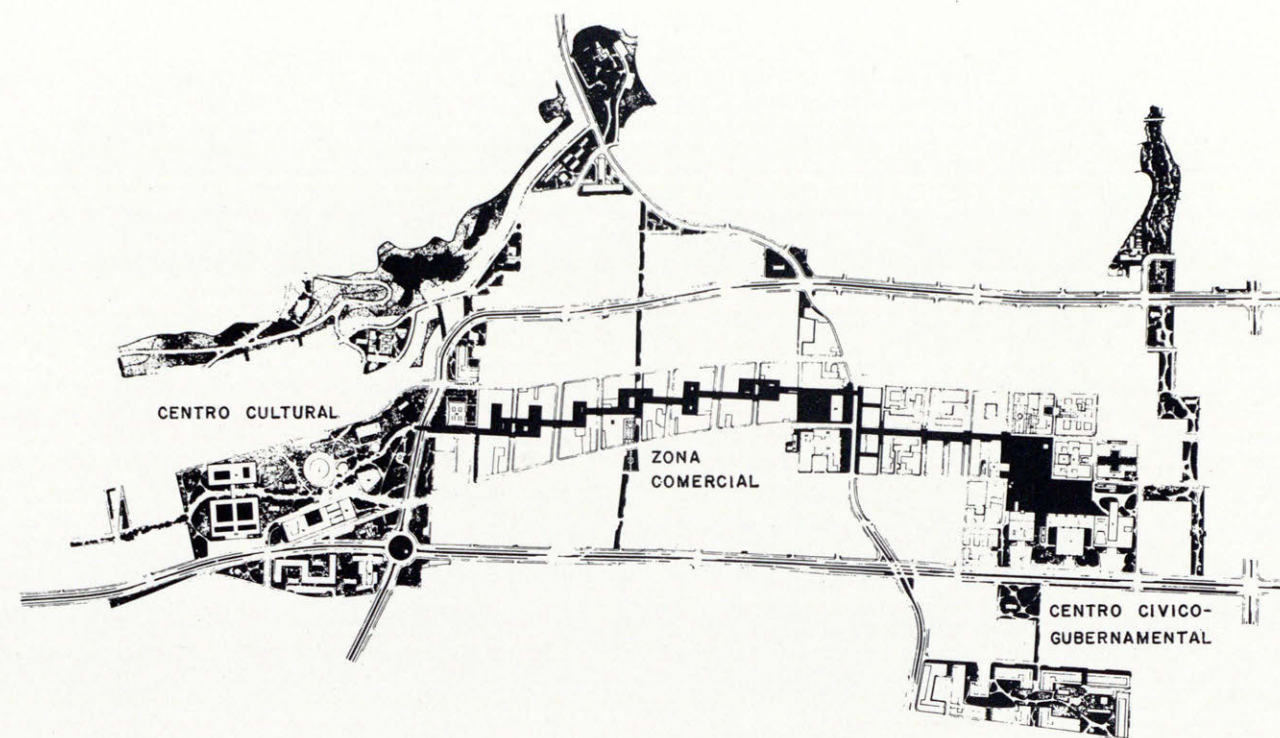 CENTRO CULTURAL
ZONA
COMERCIAL
CENTRO CIVICO-
GUBERNAMENTAL